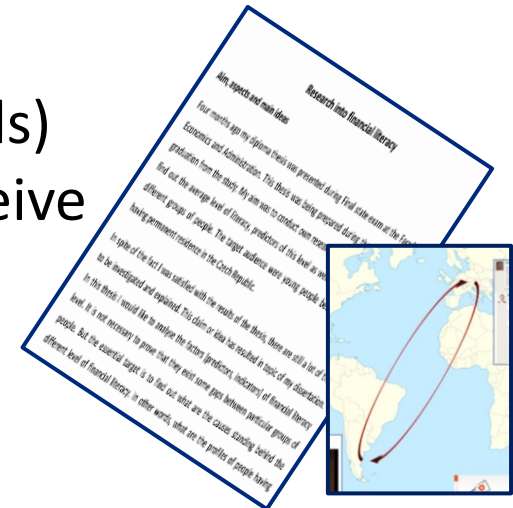 ls)
eive
Research into financial literacy
Aim, aspects and main ideas
Four months ago my diploma thesis was presented during Final state exam at the
Economics and Administration. This thesis was being prepared during
graduation from the study. My aim was to conduct own
find out the average level of literacy, predictors of this level as
different groups of people. The target audience were young people
having permanent residence in the Czech Republic.
In spite of the fact I was satisfied with the results of the thesis, there are still a lot of
to be investigated and explained. This claim or idea has resulted in topic of my dissertation.
In this thesis I would like to analyse the factors (predictors, indicators) of financial literacy
level. It is not necessary to prove that they exist some gaps between particular groups of
people. But the essential target is to find out what are the causes standing behind the
different level of financial literacy. In other words, what are the profiles of people having